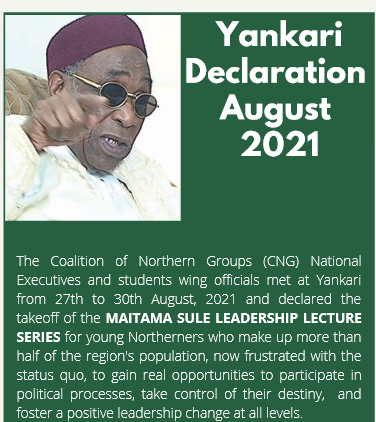 Yankari
Declaration
August
2021
The Coalition of Northern Groups (CNG) National
Executives and students wing officials met at Yankari
from 27th to 30th August, 2021 and declared the
takeoff of the MAITAMA SULE LEADERSHIP LECTURE
SERIES for young Northerners who make up more than
half of the region's population, now frustrated with the
status quo, to gain real opportunities to participate in
political processes, take control of their destiny, and
foster a positive leadership change at all levels.